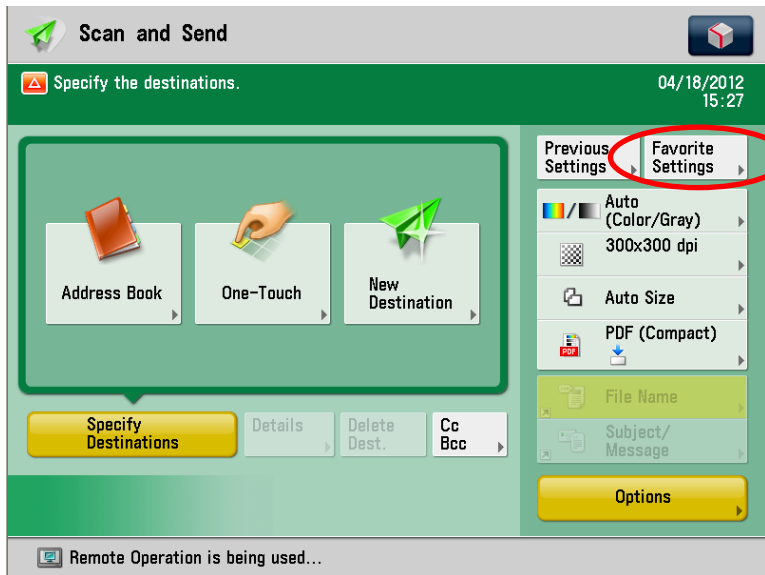 Scan and Send
Specify the destinations.
04/18/2012
15:27
Previous
Settings
Favorite
Settings
Address Book
One-Touch
New
Destination
Auto
(Color/Gray)
300x300 dpi
Auto Size
PDF (Compact)
PDF
File Name
Subject/
Message
Specify
Destinations
Details
Delete
Dest.
Cc
Bcc
Options
Remote Operation is being used...